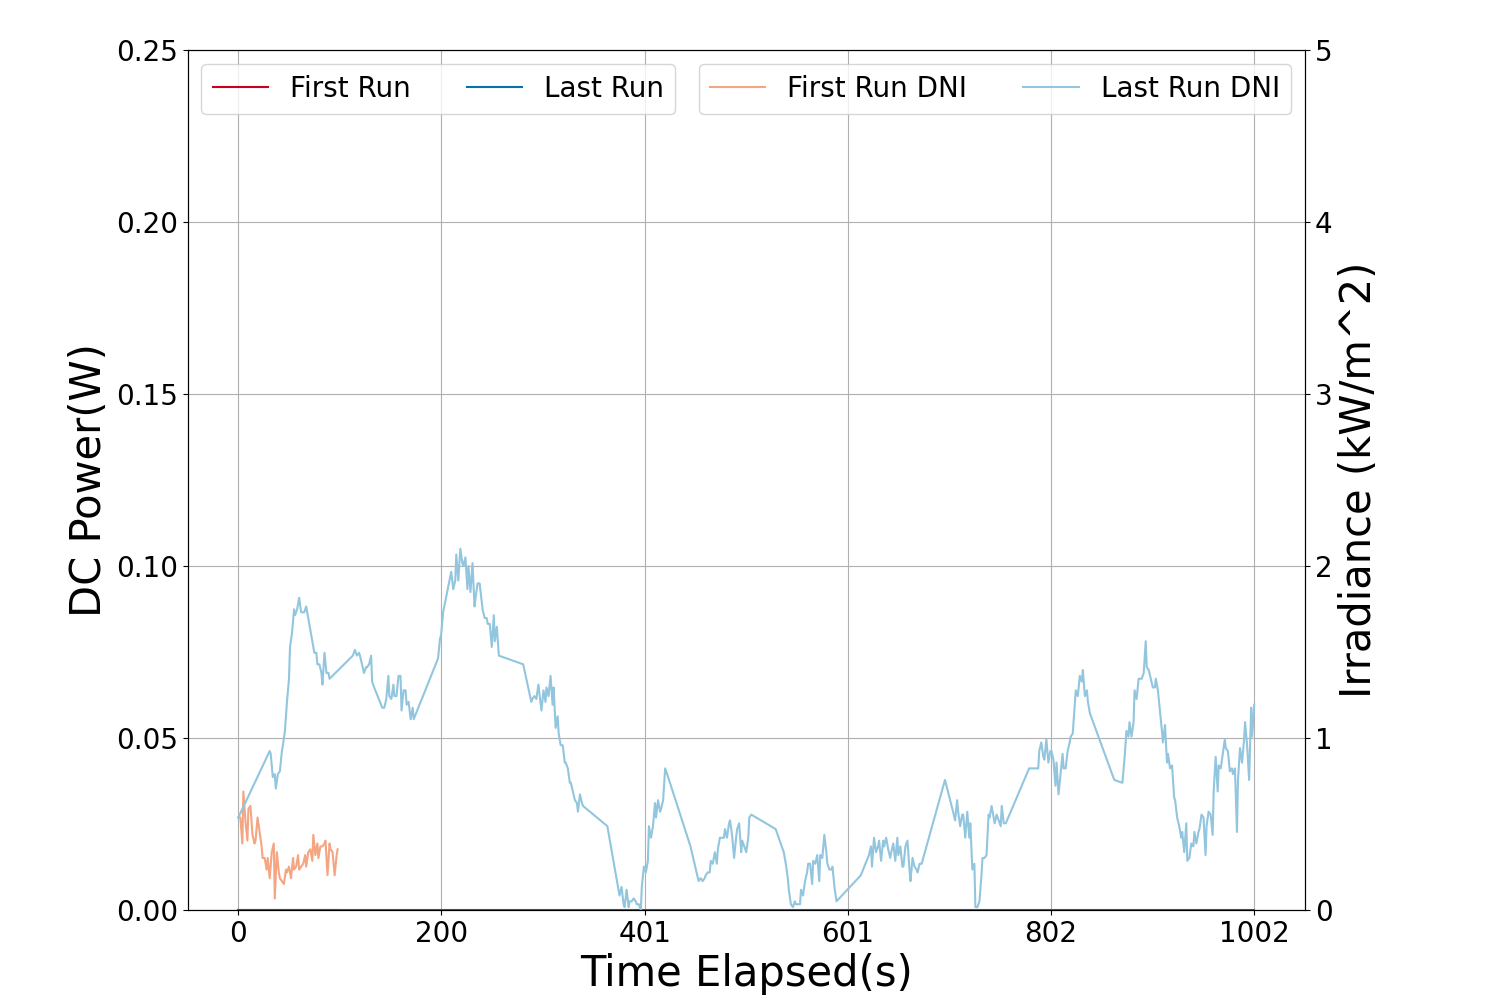 First Run
Last Run
First Run DNI
Last Run DNI
DC Power(W)
0.25
0.20
0.15
0.10
0.05
0.00
5
4
3
2
1
0
Irradiance (kW/m^2)
0 200 401 601 802 1002
Time Elapsed(s)